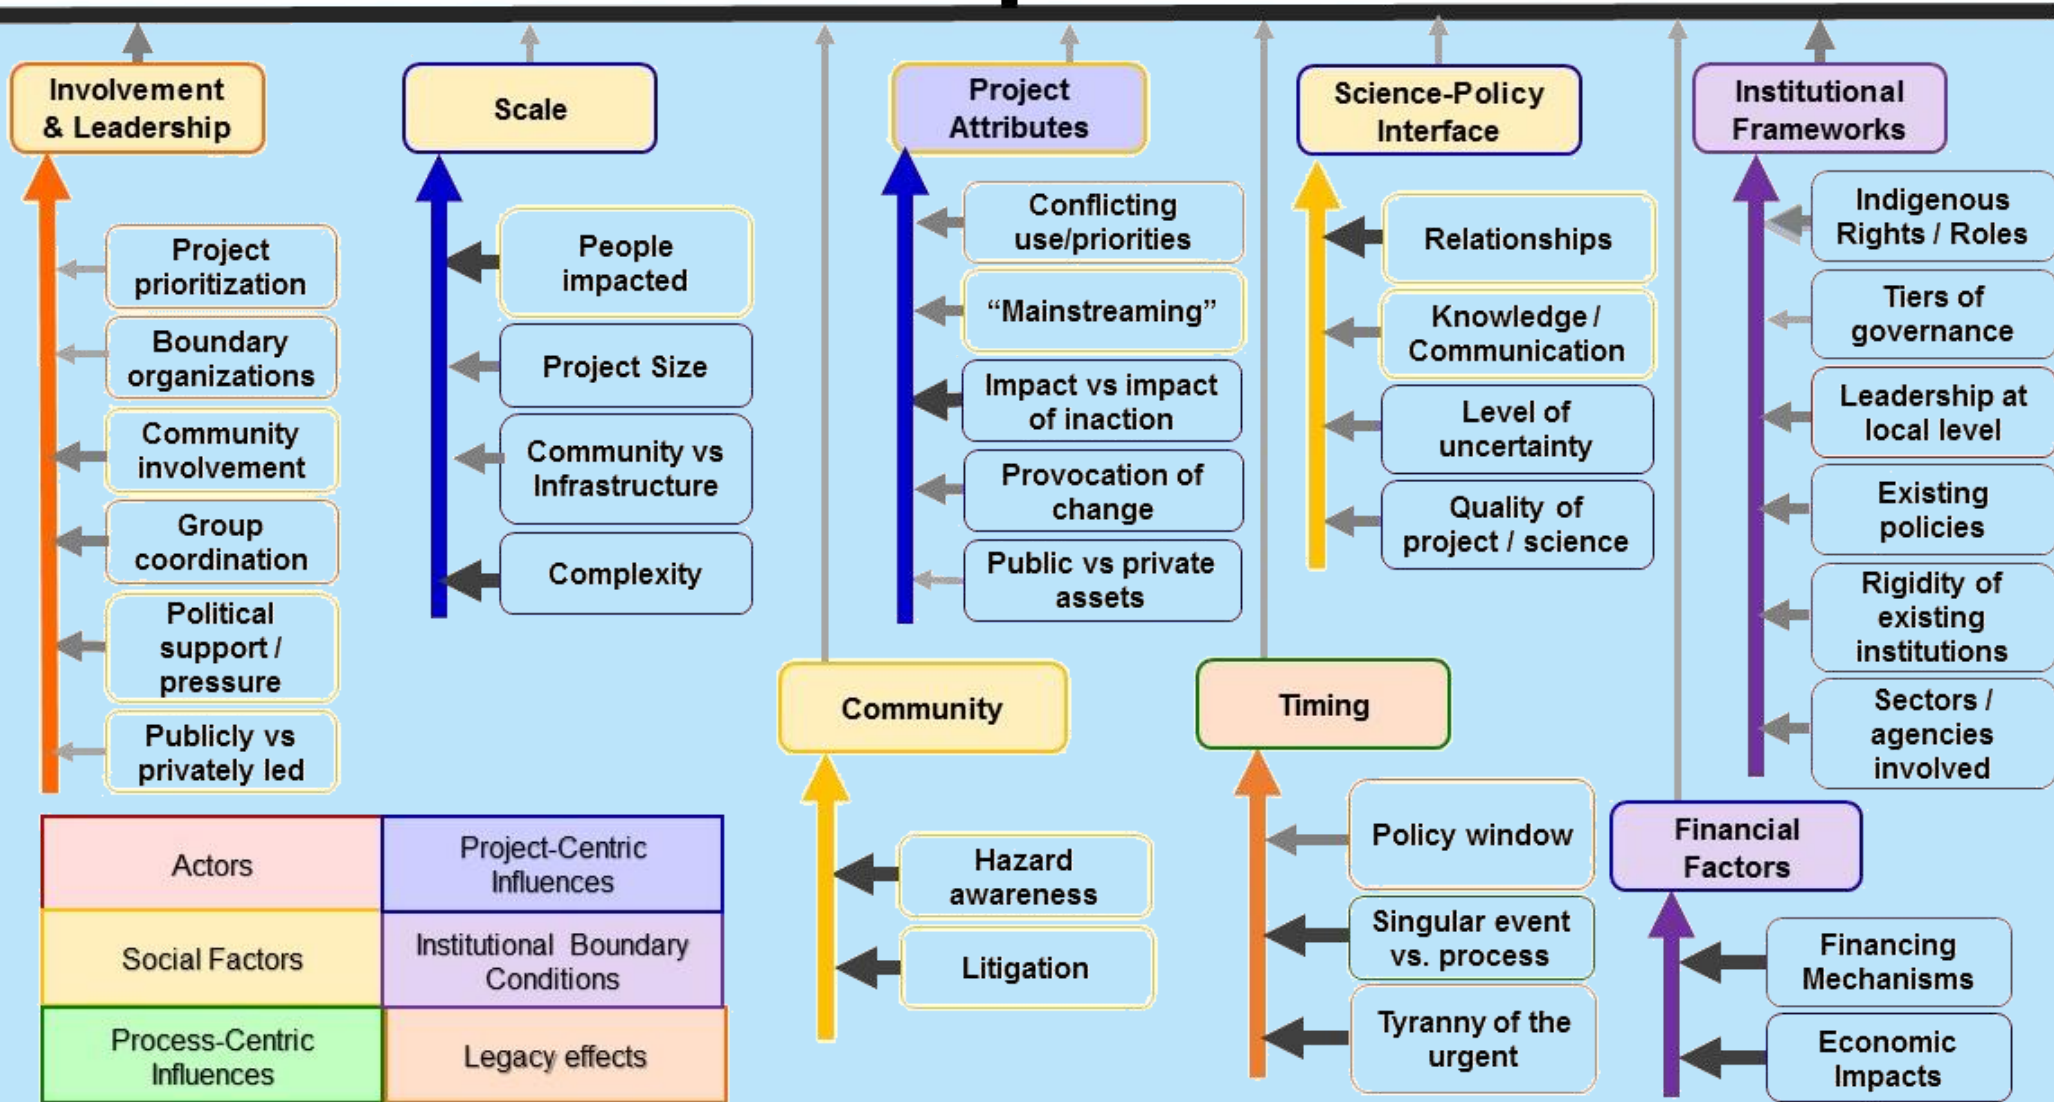 Involvement
& Leadership
Project
prioritization
Boundary
organizations
Community
involvement
Group
coordination
Political
support /
pressure
Publicly vs
privately led
Scale
People
impacted
Project Size
Community vs
Infrastructure
Complexity
Project
Attributes
Conflicting
use/priorities
“Mainstreaming”
Impact vs impact
of inaction
Provocation of
change
Public vs private
assets
Science-Policy
Interface
Relationships
Knowledge /
Communication
Level of
uncertainty
Quality of
project / science
Institutional
Frameworks
Indigenous
Rights / Roles
Tiers of
governance
Leadership at
local level
Existing
policies
Rigidity of
existing
institutions
Sectors /
agencies
involved
Community
Hazard
awareness
Litigation
Timing
Policy window
Singular event
vs. process
Tyranny of the
urgent
Financial
Factors
Financing
Mechanisms
Economic
Impacts
Actors
Project-Centric
Influences
Social Factors
Institutional Boundary
Conditions
Process-Centric
Influences
Legacy effects